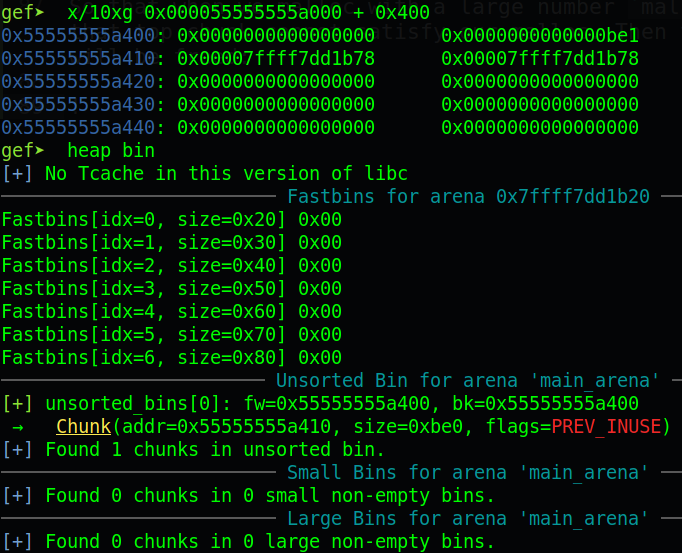 gef➤  x/10xg 0x000055555555a000 + 0x400
0x55555555a400: 0x0000000000000000      0x0000000000000be1
0x55555555a410: 0x00007ffff7dd1b78      0x00007ffff7dd1b78
0x55555555a420: 0x0000000000000000      0x0000000000000000
0x55555555a430: 0x0000000000000000      0x0000000000000000
0x55555555a440: 0x0000000000000000      0x0000000000000000
gef➤  heap bin
[+] No Tcache in this version of libc
Fastbins for arena 0x7ffff7dd1b20
Fastbins[idx=0, size=0x20] 0x00
Fastbins[idx=1, size=0x30] 0x00
Fastbins[idx=2, size=0x40] 0x00
Fastbins[idx=3, size=0x50] 0x00
Fastbins[idx=4, size=0x60] 0x00
Fastbins[idx=5, size=0x70] 0x00
Fastbins[idx=6, size=0x80] 0x00
Unsorted Bin for arena 'main_arena'
[+] unsorted_bins[0]: fw=0x55555555a400, bk=0x55555555a400
 →   Chunk(addr=0x55555555a410, size=0xbe0, flags=PREV_INUSE)
[+] Found 1 chunks in unsorted bin.
Small Bins for arena 'main_arena'
[+] Found 0 chunks in 0 small non-empty bins.
Large Bins for arena 'main_arena'
[+] Found 0 chunks in 0 large non-empty bins.